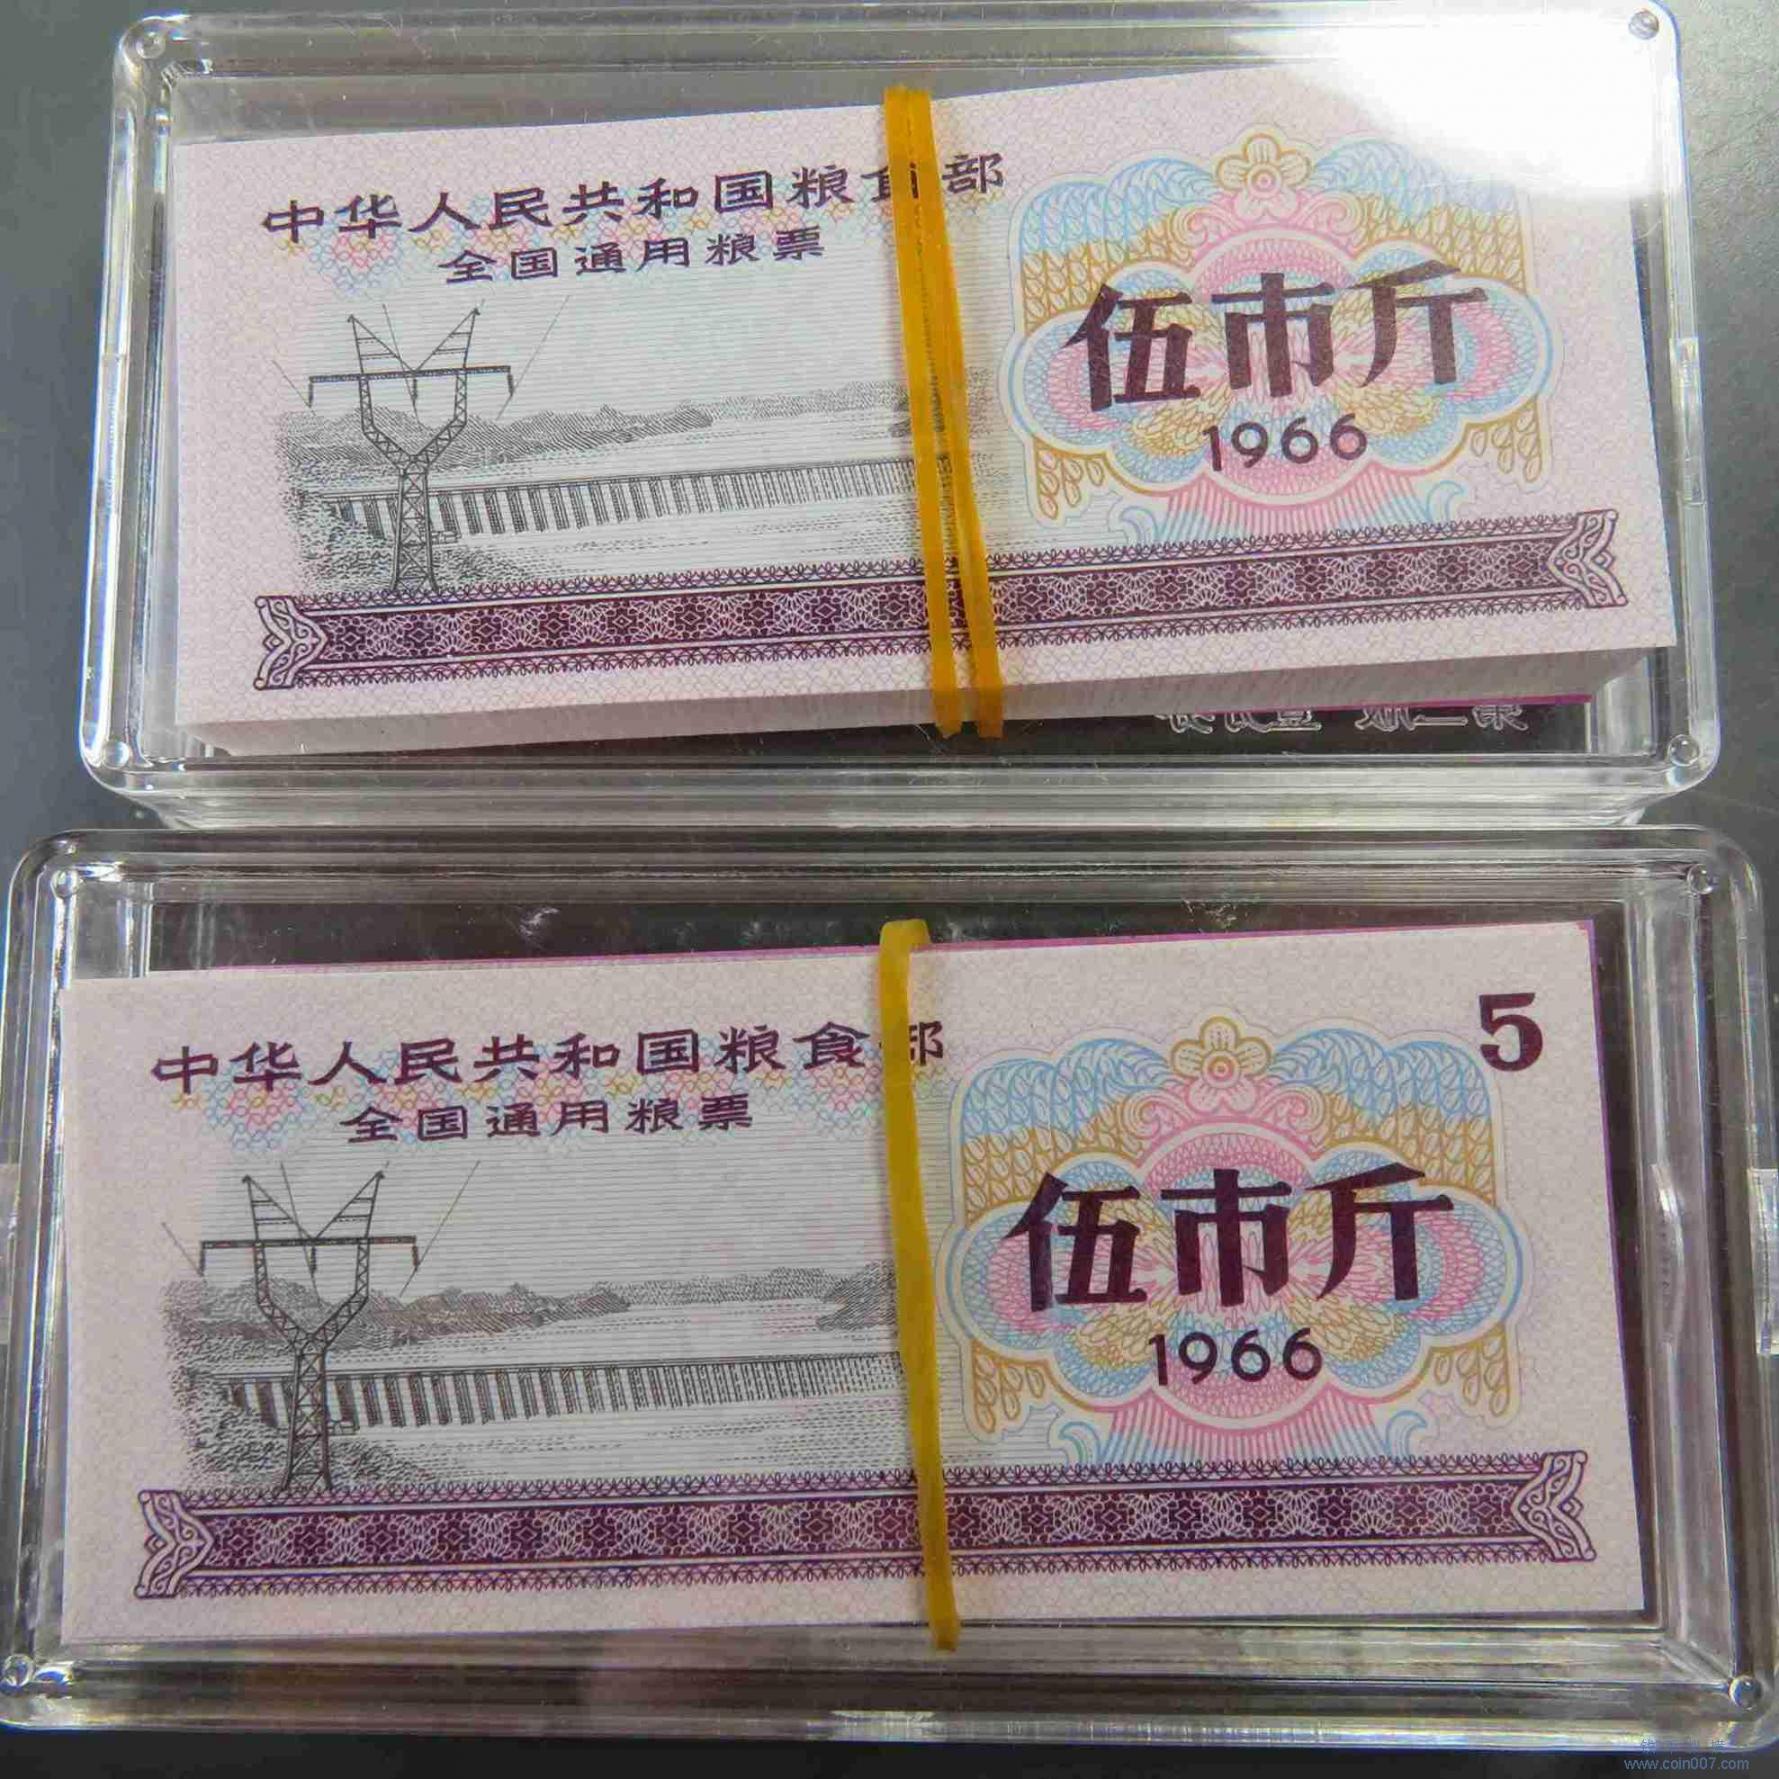 中华人民共和国粮食部
全国通用粮票
伍市斤
1966
中华人民共和国粮食部
全国通用粮票
5
伍市斤
1966
www.coin007.com